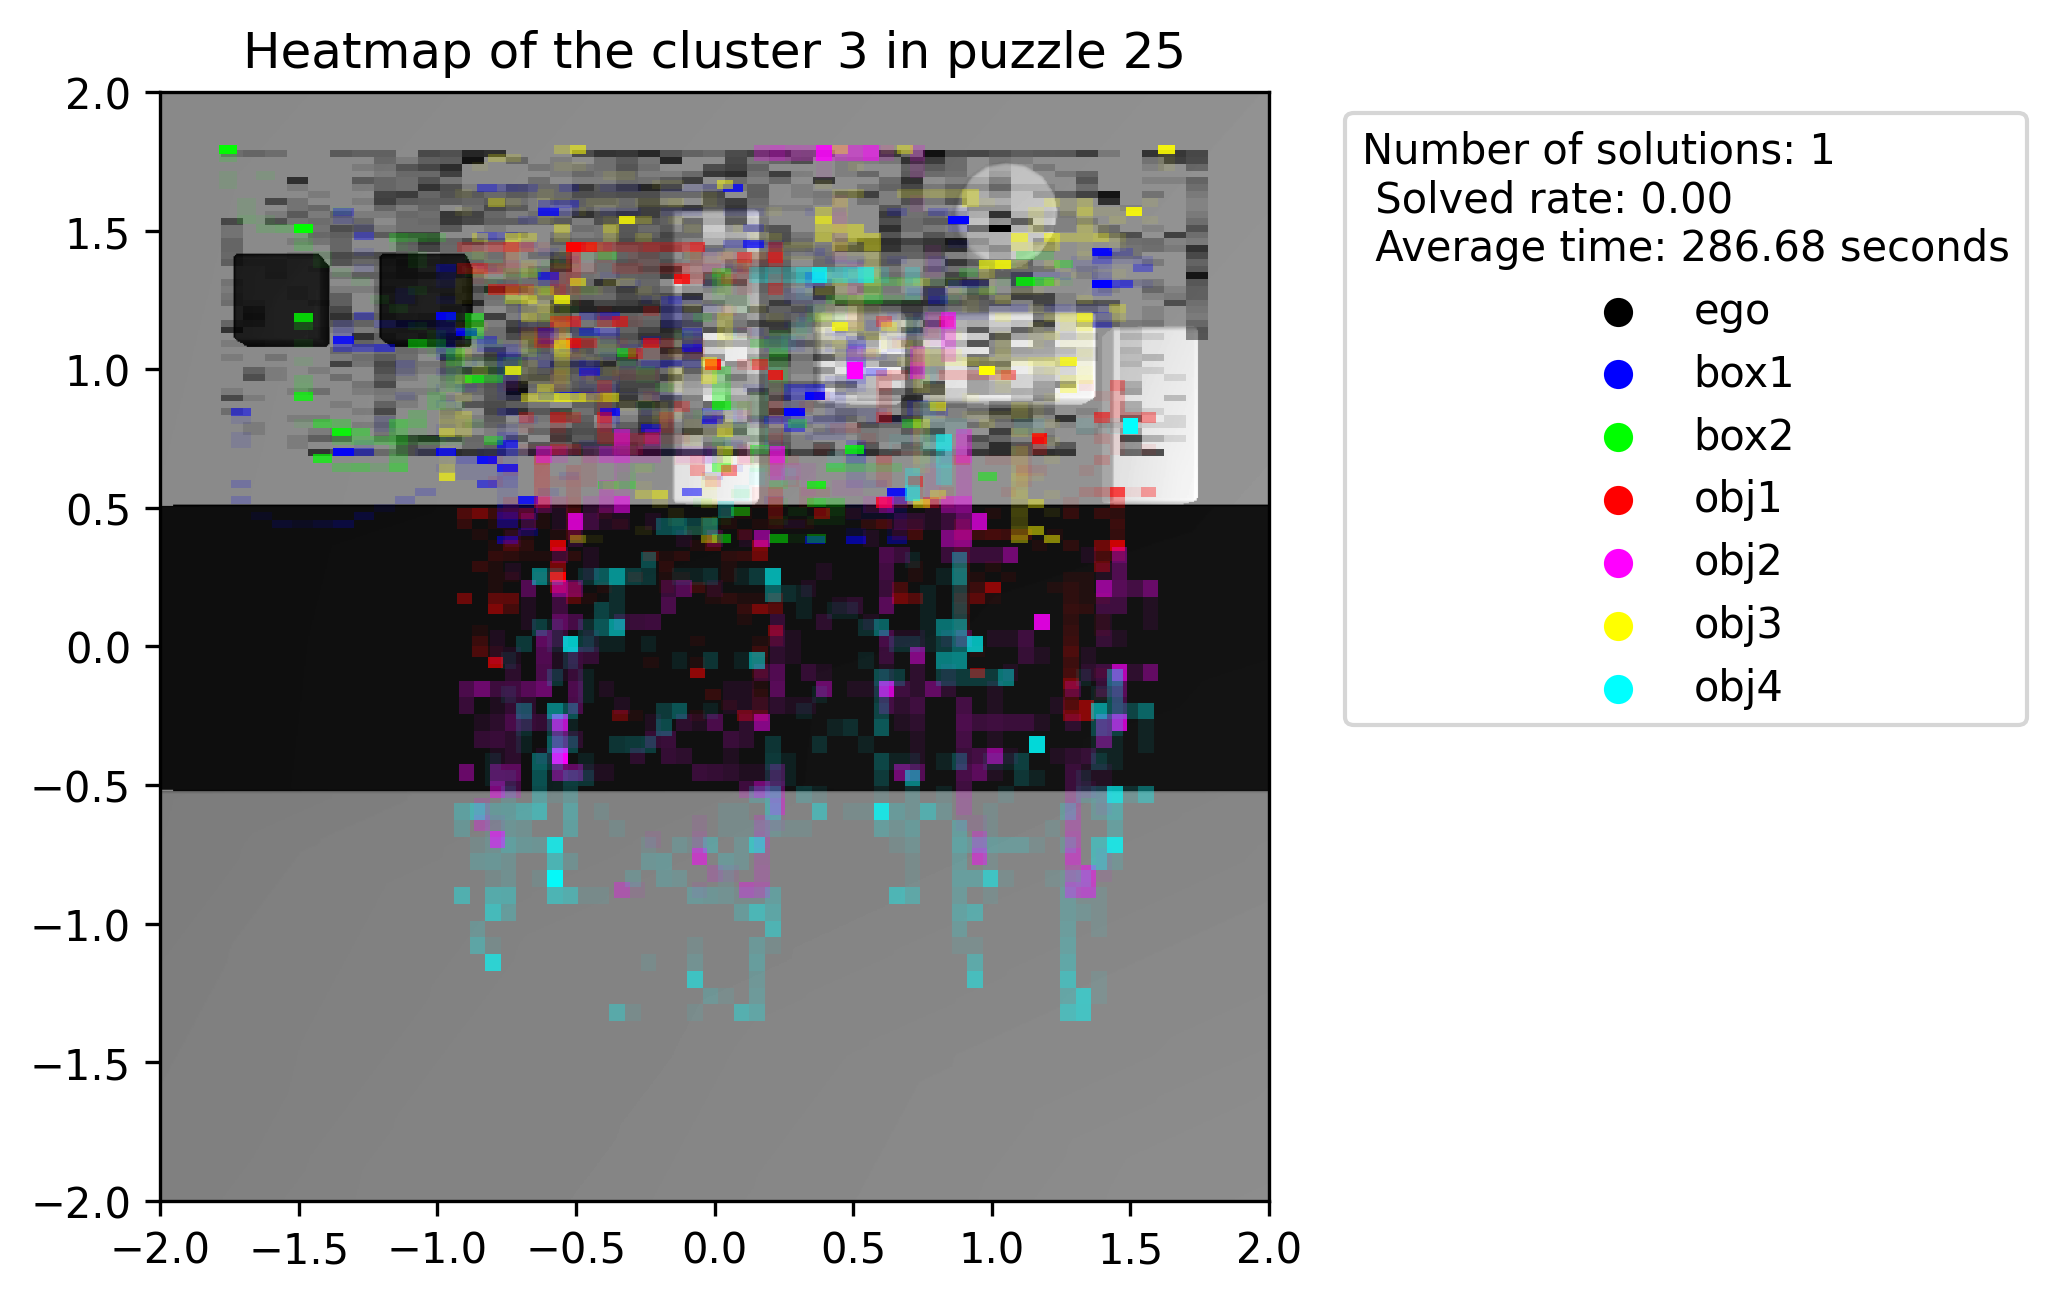 Heatmap of the cluster 3 in puzzle 25
2.0
1.5
1.0
0.5
0.0
−0.5
−1.0
−1.5
−2.0
−2.0 −1.5 −1.0 −0.5 0.0 0.5 1.0 1.5 2.0
Number of solutions: 1
Solved rate: 0.00
Average time: 286.68 seconds
ego
box1
box2
obj1
obj2
obj3
obj4